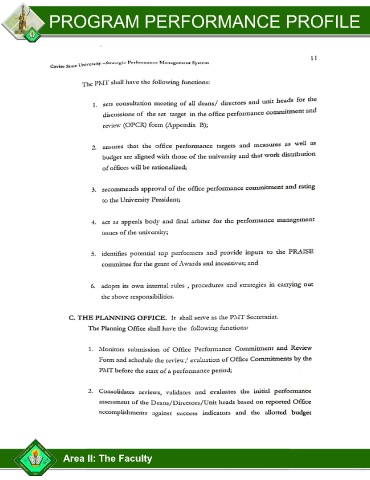 PROGRAM PERFORMANCE PROFILE
11
Cavite State University –Strategic Performance Management System
The PMT shall have the following functions:
1. sets consultation meeting of all deans/ directors and unit heads for the
discussions of the set target in the office performance commitment and
review (OPCR) form (Appendix B);
2. ensures that the office performance targets and measures as well as
budget are aligned with those of the university and that work distribution
of offices will be rationalized;
3. recommends approval of the office performance commitment and rating
to the University President;
4. act as appeals body and final arbiter for the performance management
issues of the university;
5. identifies potential top performers and provide inputs to the PRAISE
committee for the grant of Awards and incentives; and
6. adopts its own internal rules , procedures and strategies in carrying out
the above responsibilities.
C. THE PLANNING OFFICE. It shall serve as the PMT Secretariat.
The Planning Office shall have the following functions:
1. Monitors submission of Office Performance Commitment and Review
Form and schedule the review/ evaluation of Office Commitments by the
PMT before the start of a performance period;
2. Consolidates reviews, validates and evaluates the initial performance
assessment of the Deans/Directors/Unit heads based on reported Office
accomplishments against success indicators and the allotted budget
Area II: The Faculty